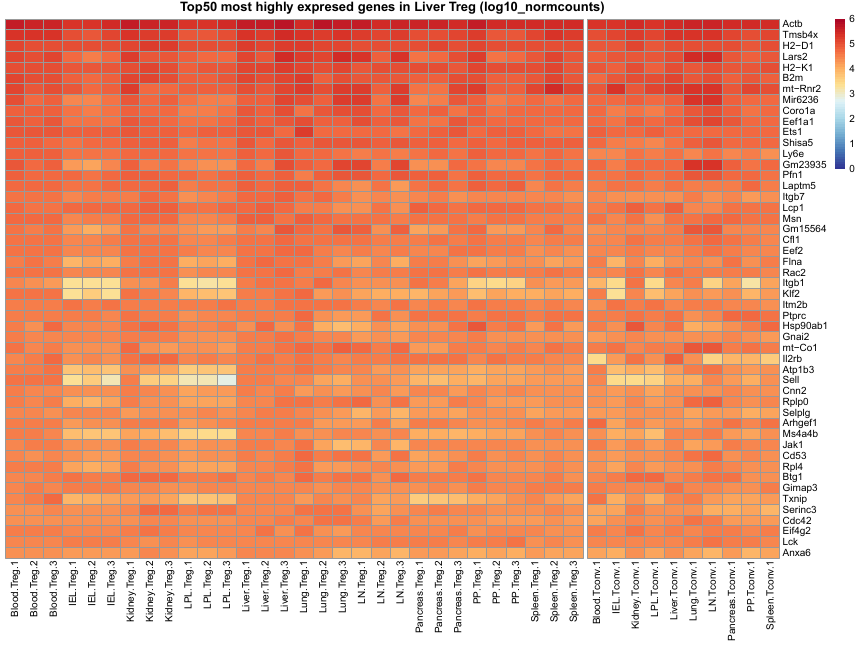 Top50 most highly expresed genes in Liver Treg (log10_normcounts)
Actb
Tmsb4x
H2−D1
Lars2
H2−K1
B2m
mt−Rnr2
Mir6236
Coro1a
Eef1a1
Ets1
Shisa5
Ly6e
Gm23935
Pfn1
Laptm5
Itgb7
Lcp1
Msn
Gm15564
Cfl1
Eef2
Flna
Rac2
Itgb1
Klf2
Itm2b
Ptprc
Hsp90ab1
Gnai2
mt−Co1
Il2rb
Atp1b3
Sell
Cnn2
Rplp0
Selplg
Arhgef1
Ms4a4b
Jak1
Cd53
Rpl4
Btg1
Gimap3
Txnip
Serinc3
Cdc42
Eif4g2
Lck
Anxa6
6
5
4
3
2
1
0
Blood.Treg.1
Blood.Treg.2
Blood.Treg.3
IEL.Treg.1
IEL.Treg.2
IEL.Treg.3
Kidney.Treg.1
Kidney.Treg.2
Kidney.Treg.3
LPL.Treg.1
LPL.Treg.2
LPL.Treg.3
Liver.Treg.1
Liver.Treg.2
Liver.Treg.3
Lung.Treg.1
Lung.Treg.2
Lung.Treg.3
LN.Treg.1
LN.Treg.2
LN.Treg.3
Pancreas.Treg.1
Pancreas.Treg.2
Pancreas.Treg.3
PP.Treg.1
PP.Treg.2
PP.Treg.3
Spleen.Treg.1
Spleen.Treg.2
Spleen.Treg.3
Blood.Tconv.1
IEL.Tconv.1
Kidney.Tconv.1
LPL.Tconv.1
Liver.Tconv.1
Lung.Tconv.1
LN.Tconv.1
Pancreas.Tconv.1
PP.Tconv.1
Spleen.Tconv.1